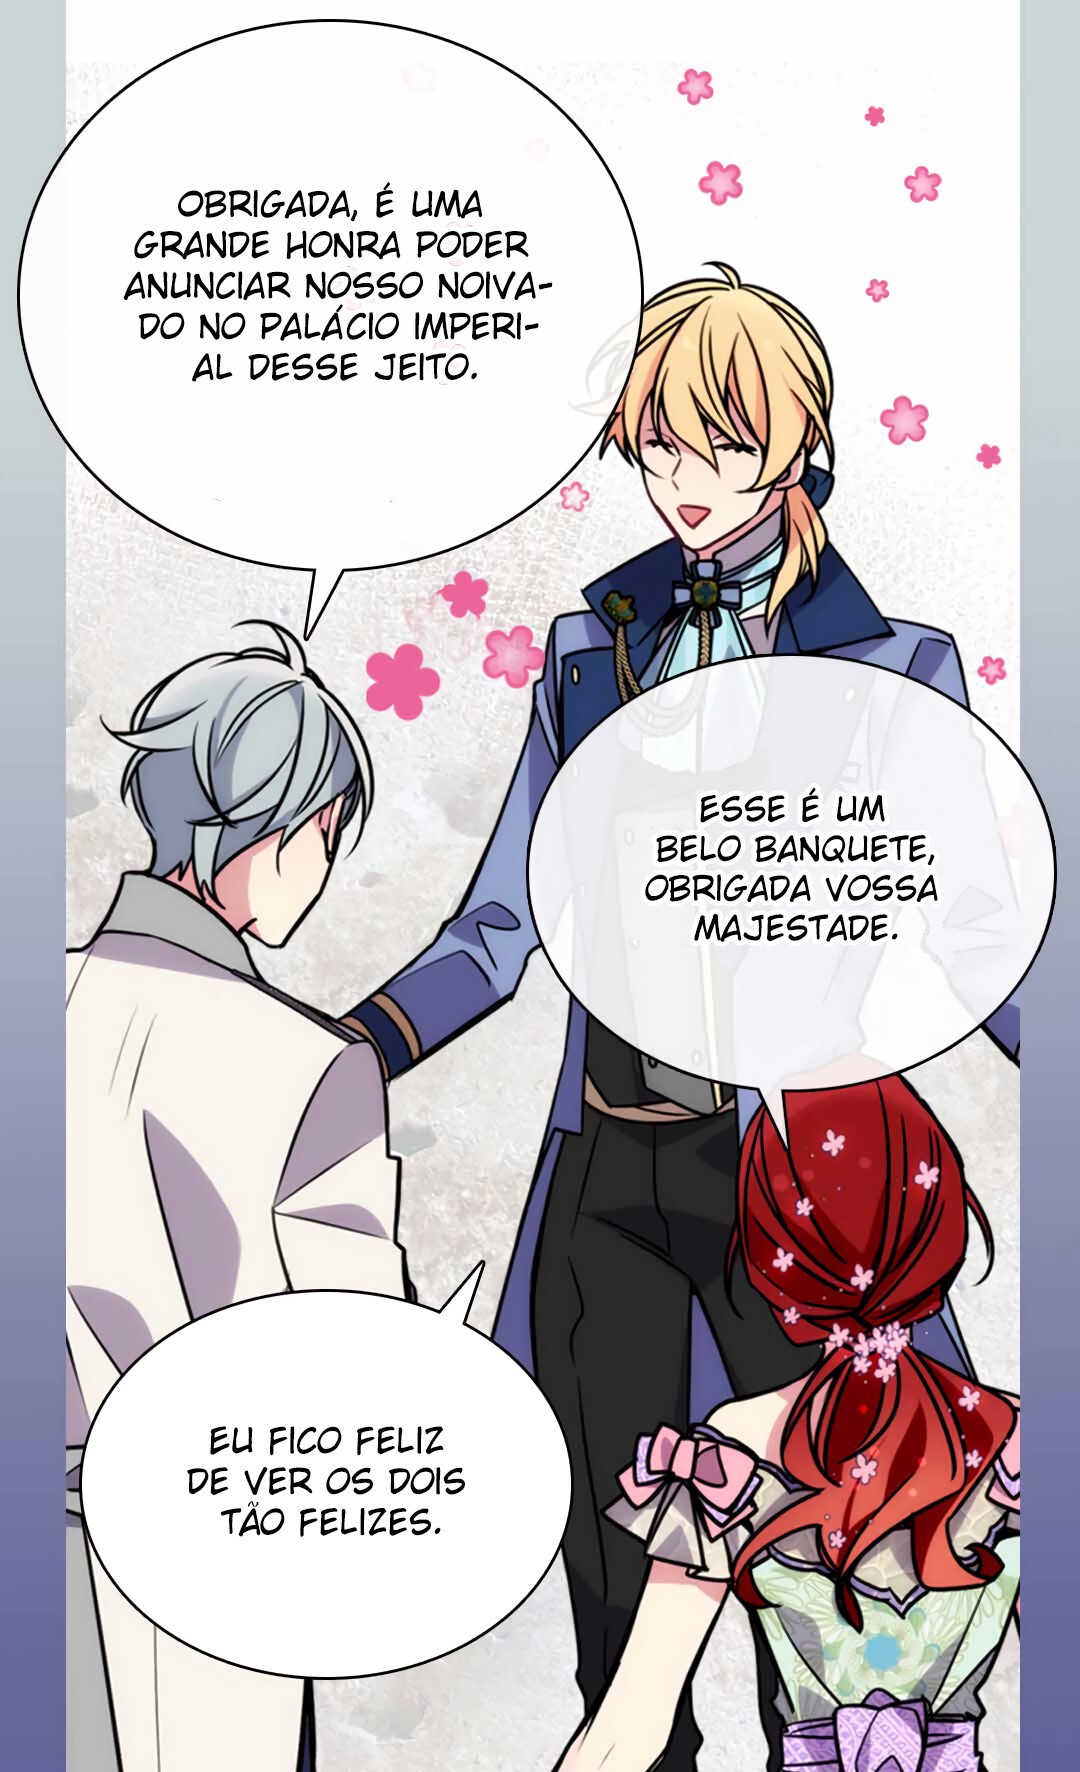 OBRIGADA, É UMA
GRANDE HONRA PODER
ANUNCIAR NOSSO NOIVA-
DO NO PALÁCIO IMPERI-
AL DESSE JEITO.
ESSE É UM
BELO BANQUETE,
OBRIGADA VOSSA
MAJESTADE.
EU FICO FELIZ
DE VER OS DOIS
TÃO FELIZES.